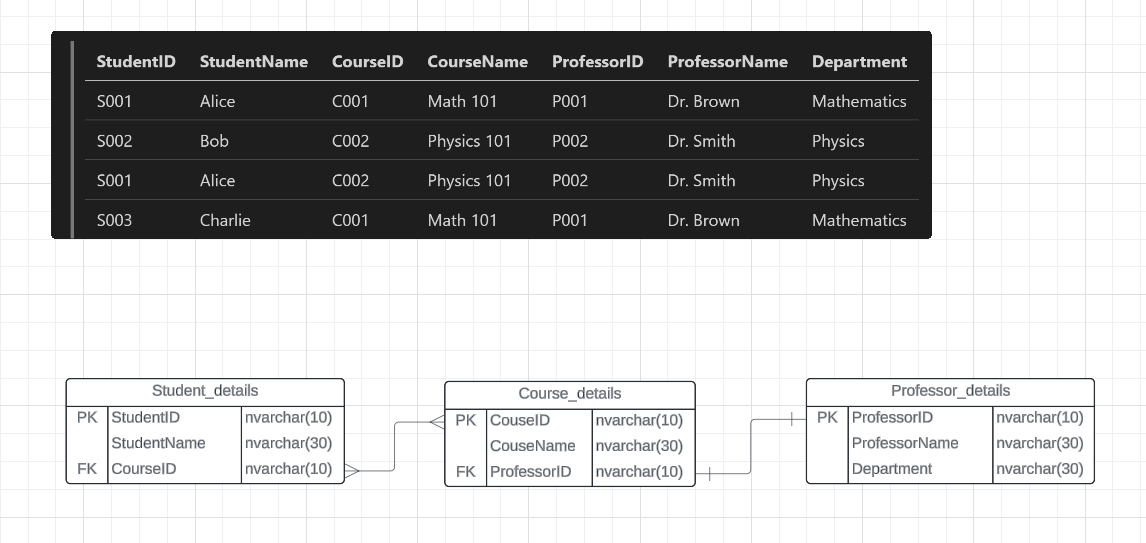 StudentID StudentName CourseID CourseName ProfessorID ProfessorName Department
S001 Alice C001 Math 101 P001 Dr. Brown Mathematics
S002 Bob C002 Physics 101 P002 Dr. Smith Physics
S001 Alice C002 Physics 101 P002 Dr. Smith Physics
S003 Charlie C001 Math 101 P001 Dr. Brown Mathematics
Student_details
PK StudentID nvarchar(10)
StudentName nvarchar(30)
FK CourseID nvarchar(10)
Course_details
PK CouseID nvarchar(10)
CouseName nvarchar(30)
FK ProfessorID nvarchar(10)
Professor_details
PK ProfessorID nvarchar(10)
ProfessorName nvarchar(30)
Department nvarchar(30)